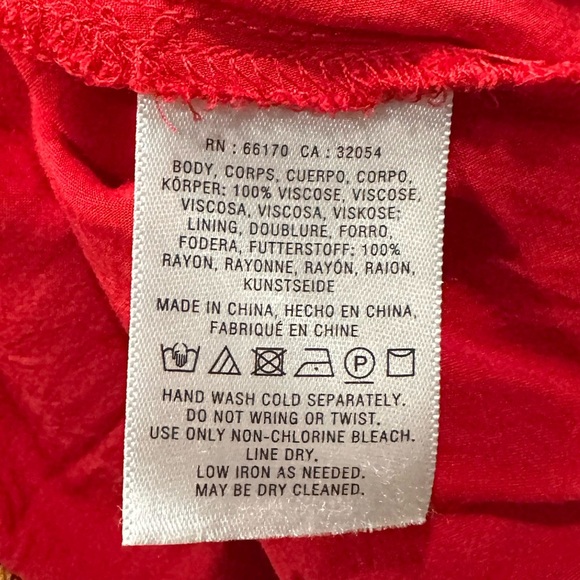 RN : 66170 CA : 32054
BODY, CORPS, CUERPO, CORPO,
KÖRPER: 100% VISCOSE, VISCOSE,
VISCOSA, VISCOSA, VISKOSE;
LINING, DOUBLURE, FORRO,
FODERA, FUTTERSTOFF: 100%
RAYON, RAYONNE, RAYÓN, RAION,
KUNSTSEIDE
MADE IN CHINA, HECHO EN CHINA,
FABRIQUÉ EN CHINE
P
HAND WASH COLD SEPARATELY.
DO NOT WRING OR TWIST.
USE ONLY NON-CHLORINE BLEACH.
LINE DRY.
LOW IRON AS NEEDED.
MAY BE DRY CLEANED.